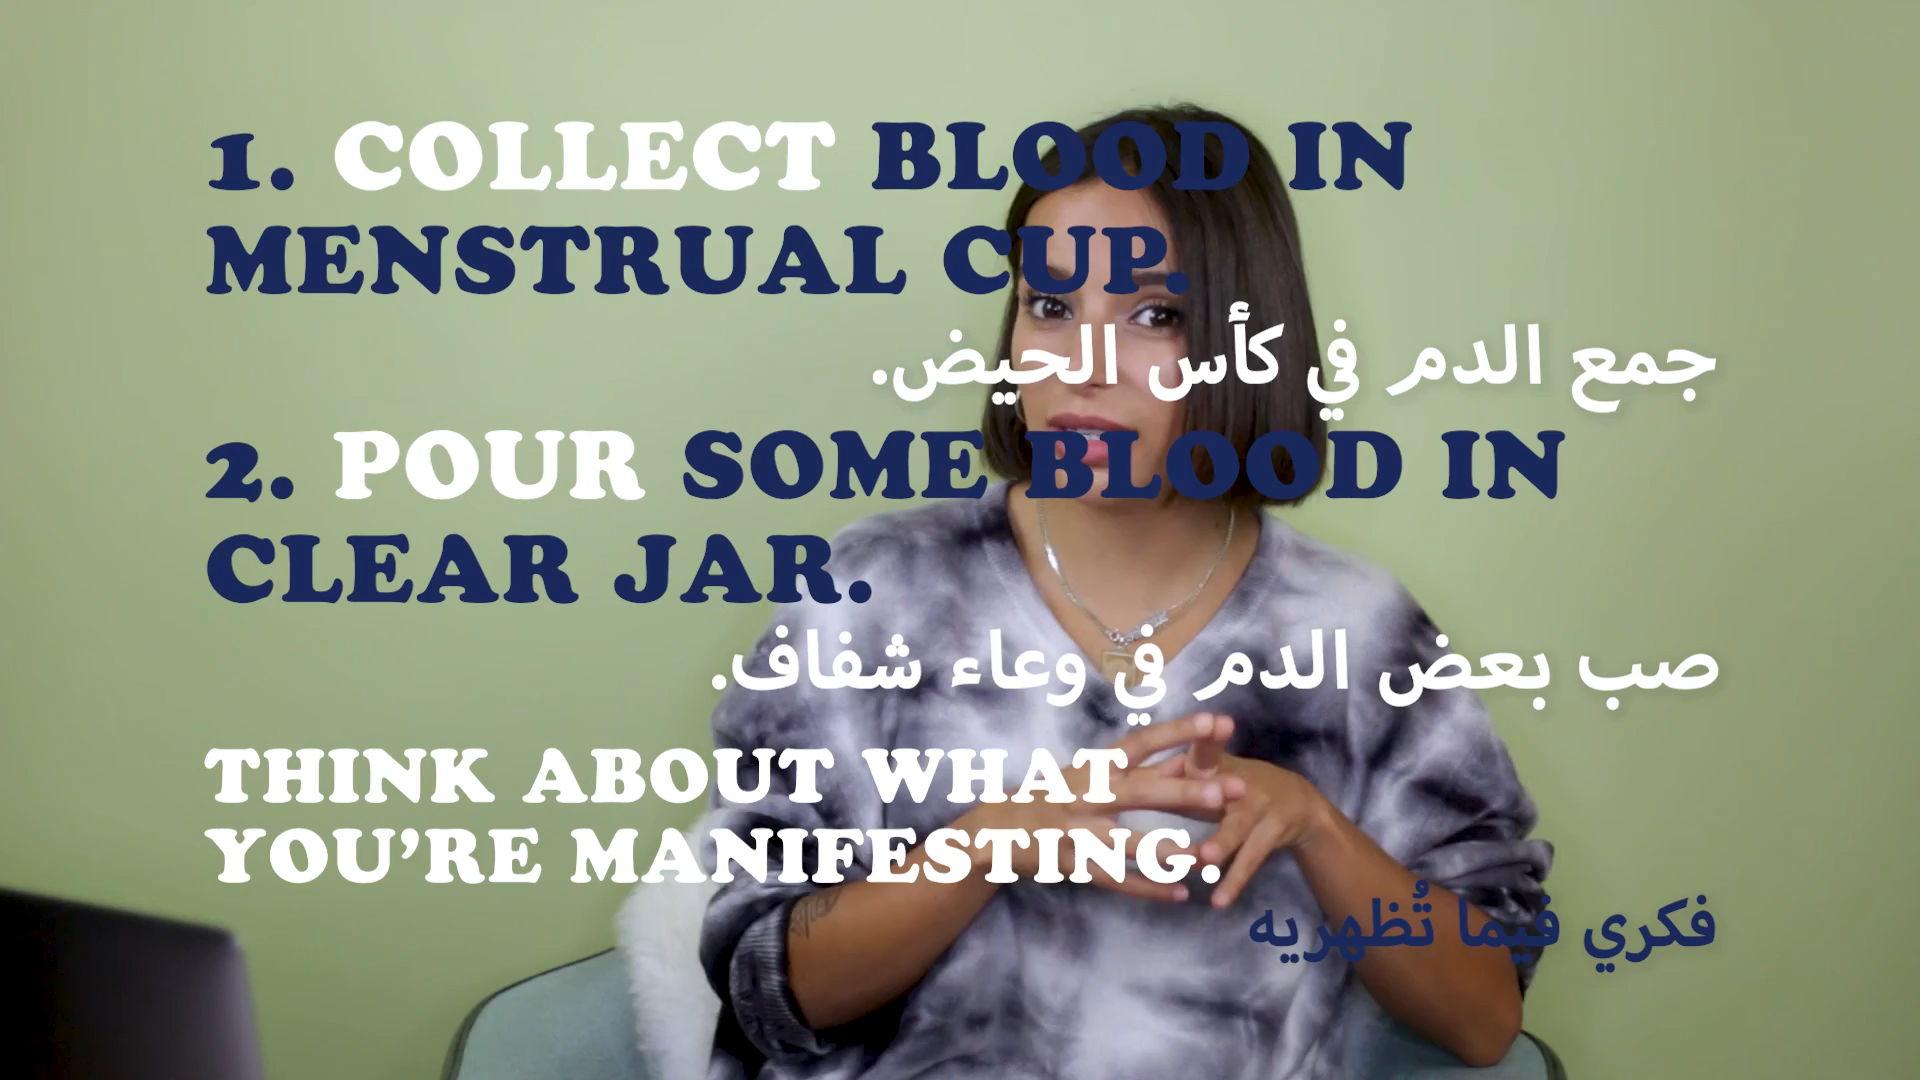 1. COLLECT BLOOD IN
MENSTRUAL CUP.
جمع الدم في كأس الحيض.
2. POUR SOME BLOOD IN
CLEAR JAR.
صب بعض الدم في وعاء شفاف.
THINK ABOUT WHAT
YOU’RE MANIFESTING.
فكري فيما تُظهريه